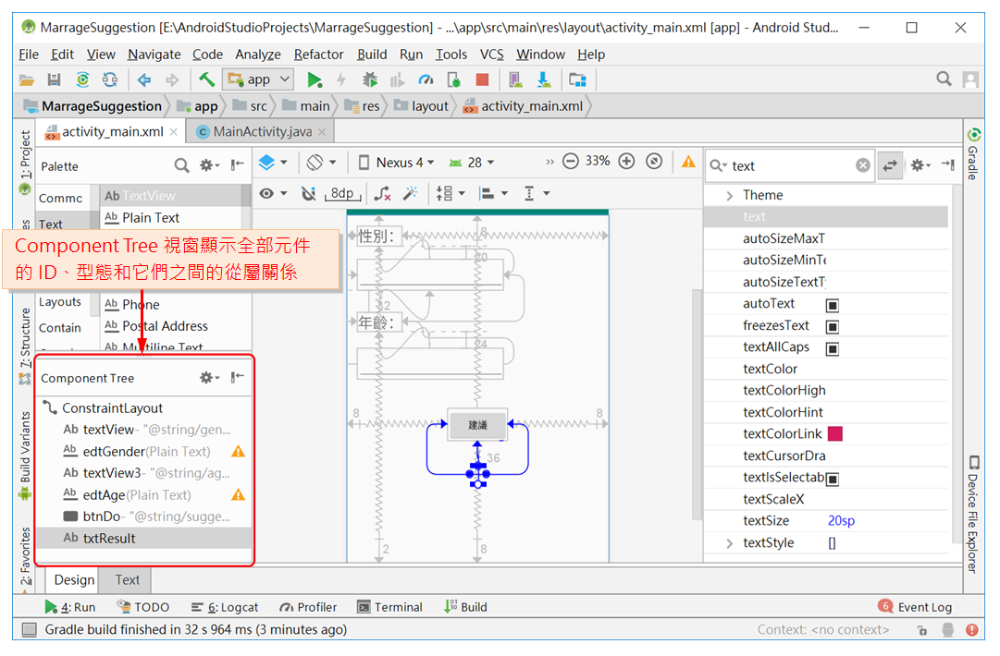 MarrageSuggestion [E:\AndroidStudioProjects\MarrageSuggestion] - ...\app\src\main\res\layout\activity_main.xml [app] - Android Stud...
File Edit View Navigate Code Analyze Refactor Build Run Tools VCS Window Help
app
MarrageSuggestion app src main res layout activity_main.xml
activity_main.xml MainActivity.java
1: Project
Palette
Commo
Text
Ab TextView
Ab Plain Text
Component Tree 視窗顯示全部元件
的 ID、型態和它們之間的從屬關係
Layouts
Contain
Ab Phone
Ab Postal Address
Ab Multiline Text
7: Structure
Build Variants
2: Favorites
Component Tree
ConstraintLayout
Ab textView- "@string/gen...
Ab edtGender(Plain Text)
Ab textView3- "@string/ag...
Ab edtAge(Plain Text)
btnDo- "@string/sugge...
Ab txtResult
Nexus 4 28 » 33%
8dp
性別：
8
年齡：
8 8
建議
36
2 8
text
Theme
text
autoSizeMaxT
autoSizeMinTe
autoSizeTextTy
autoText
freezesText
textAllCaps
textColor
textColorHigh
textColorHint
textColorLink
textCursorDra
textIsSelectab
textScaleX
textSize 20sp
textStyle []
Gradle
Device File Explorer
Design Text
4: Run TODO 6: Logcat Profiler Terminal Build 6 Event Log
Gradle build finished in 32 s 964 ms (3 minutes ago) Context: <no context>